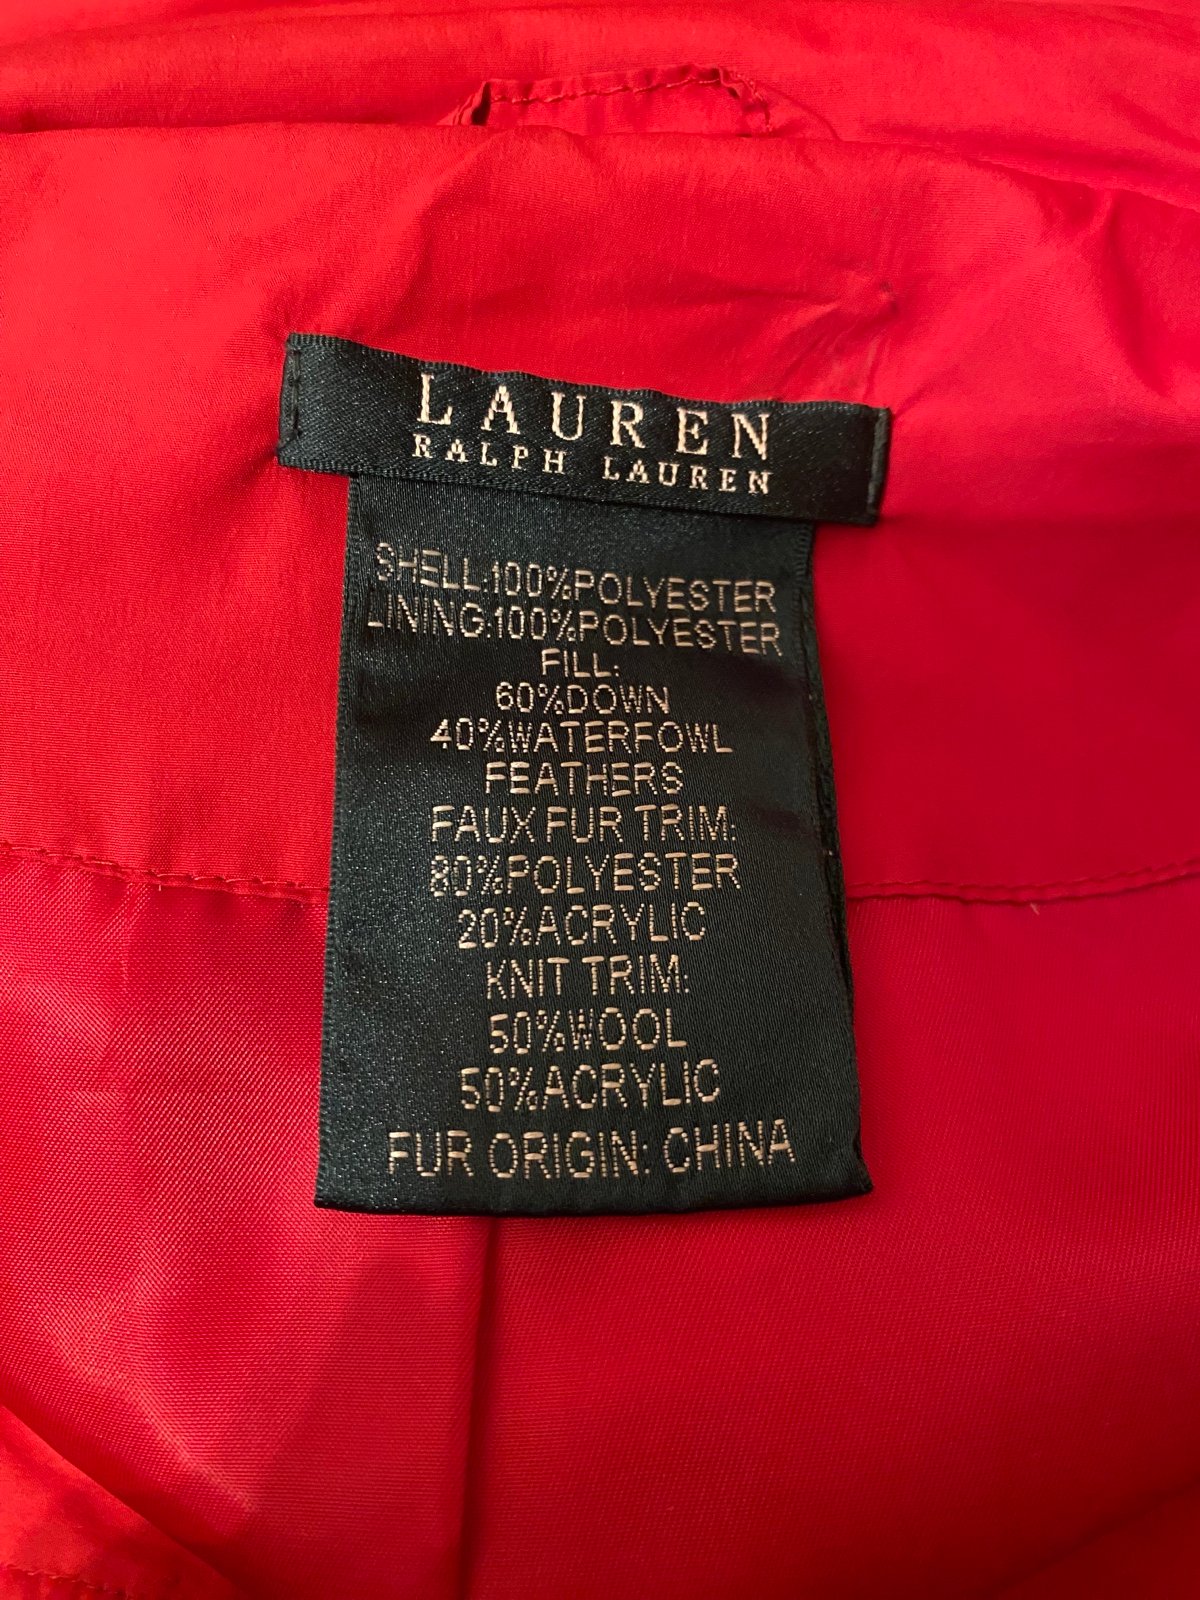 LAUREN
RALPH LAUREN
SHELL:100%POLYESTER
LINING:100%POLYESTER
FILL:
60%DOWN
40%WATERFOWL
FEATHERS
FAUX FUR TRIM:
80%POLYESTER
20%ACRYLIC
KNIT TRIM:
50%WOOL
50%ACRYLIC
FUR ORIGIN: CHINA